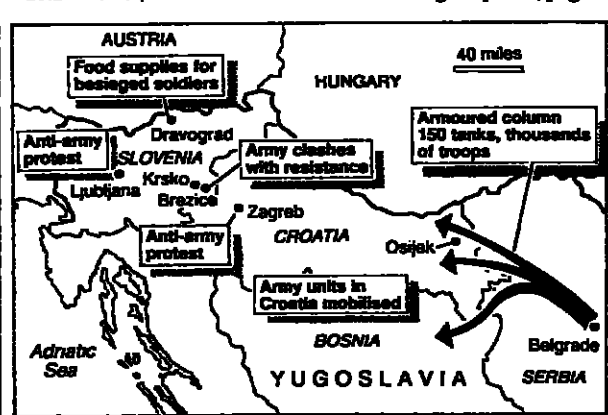 AUSTRIA
Food supplies for
besieged soldiers
HUNGARY
40 miles
Armoured column
150 tanks, thousands
of troops
Anti-army
protest
Dravograd
SLOVENIA
Army clashes
with resistance
Ljubljana
Krsko
Brezice
Zagreb
Anti-army
protest
CROATIA
Osijek
Army units in
Croatia mobilised
Adriatic
Sea
BOSNIA
Belgrade
YUGOSLAVIA
SERBIA